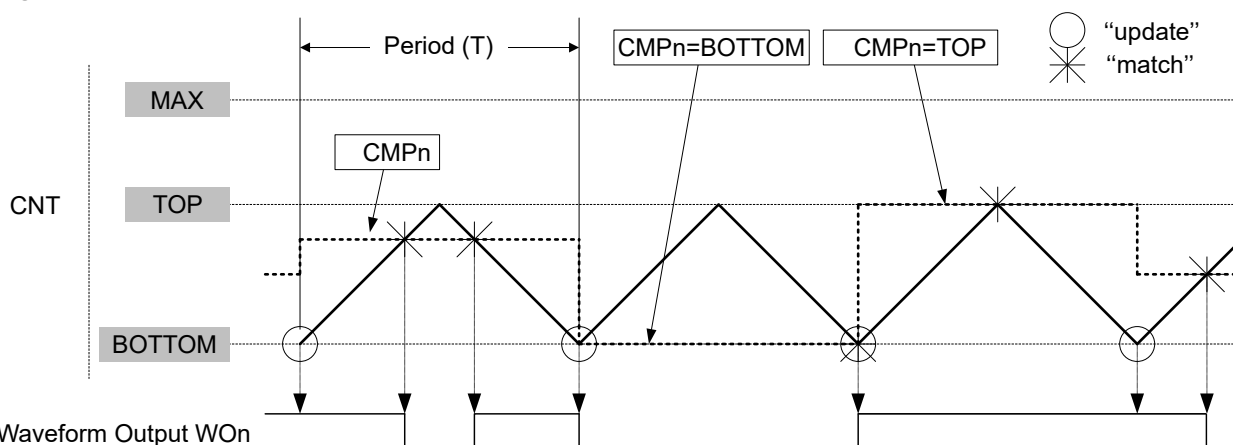 Period (T)
CMPn=BOTTOM
CMPn=TOP
“update”
“match”
MAX
CMPn
CNT
TOP
BOTTOM
Waveform Output WOn